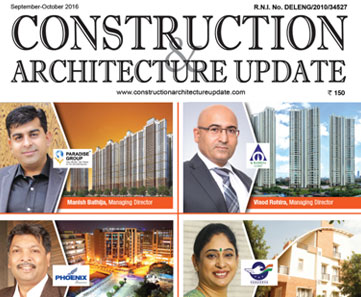 September-October 2016
R.N.I. No. DELENG/2010/34527
CONSTRUCTION
&
ARCHITECTURE UPDATE
www.constructionarchitectureupdate.com
₹ 150
PARADISE
GROUP
Manish Bathija, Managing Director
Vinod Rohira, Managing Director
PHOENIX